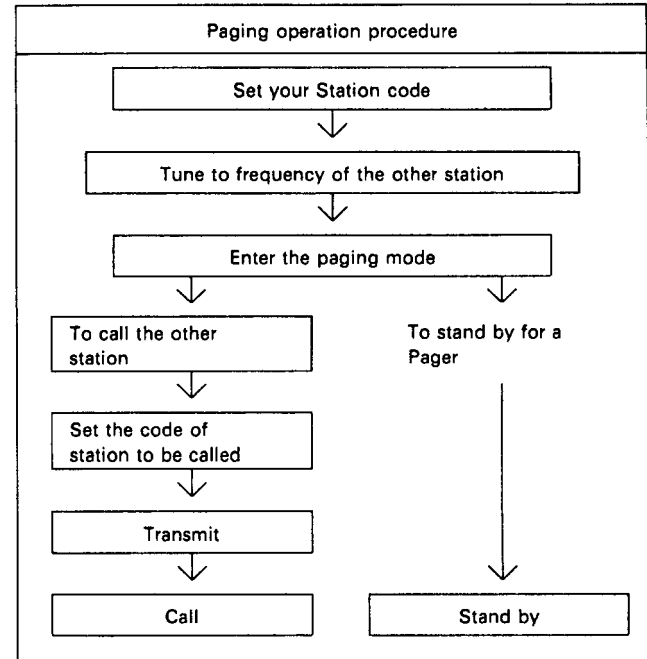 Paging operation procedure
Set your Station code
Tune to frequency of the other station
Enter the paging mode
To call the other
station
To stand by for a
Pager
Set the code of
station to be called
Transmit
Call
Stand by